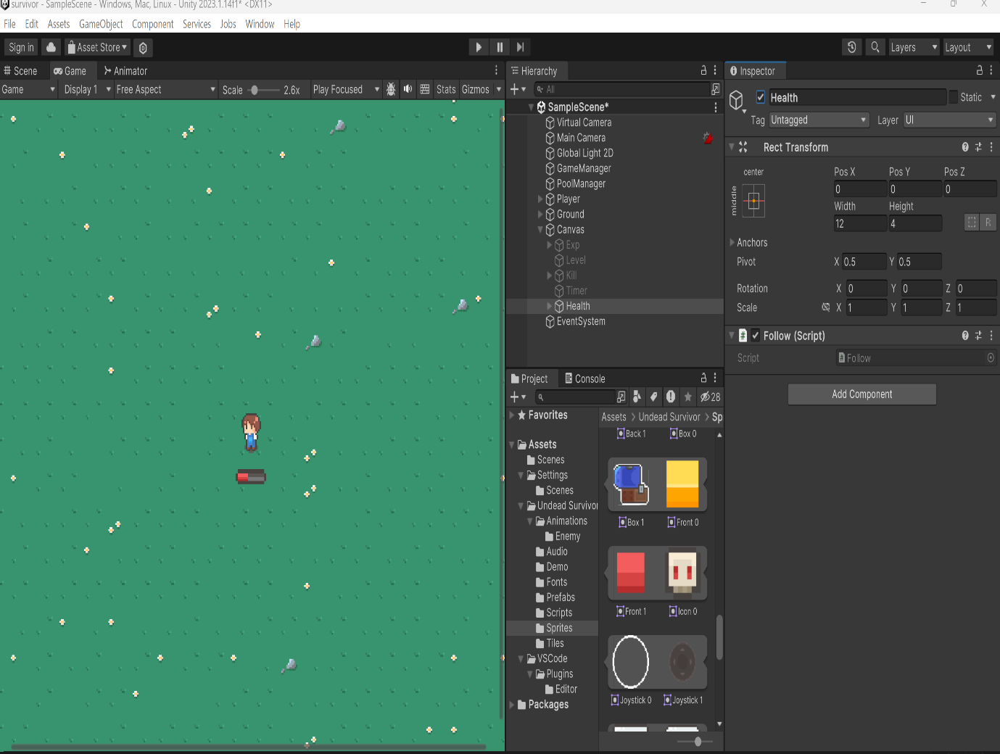 survivor - SampleScene - Windows, Mac, Linux - Unity 2023.1.14f1* <DX11>
File Edit Assets GameObject Component Services Jobs Window Help
Sign in Asset Store Layers Layout
Scene Game Animator
Game Display 1 Free Aspect Scale 2.6x Play Focused Stats Gizmos
Hierarchy
All
SampleScene*
Virtual Camera
Main Camera
Global Light 2D
GameManager
PoolManager
Player
Ground
Canvas
Exp
Level
Kill
Timer
Health
EventSystem
Project Console
28
Favorites
Assets
Scenes
Settings
Scenes
Undead Survivor
Animations
Enemy
Audio
Demo
Fonts
Prefabs
Scripts
Sprites
Tiles
VSCode
Plugins
Editor
Packages
Assets > Undead Survivor > Sp
Back 1 Box 0
Box 1 Front 0
Front 1 Icon 0
Joystick 0 Joystick 1
Inspector
Health Static
Tag Untagged Layer UI
Rect Transform
center
middle
Pos X Pos Y Pos Z
0 0 0
Width Height
12 4
R
Anchors
Pivot X 0.5 Y 0.5
Rotation X 0 Y 0 Z 0
Scale X 1 Y 1 Z 1
# Follow (Script)
Script Follow
Add Component